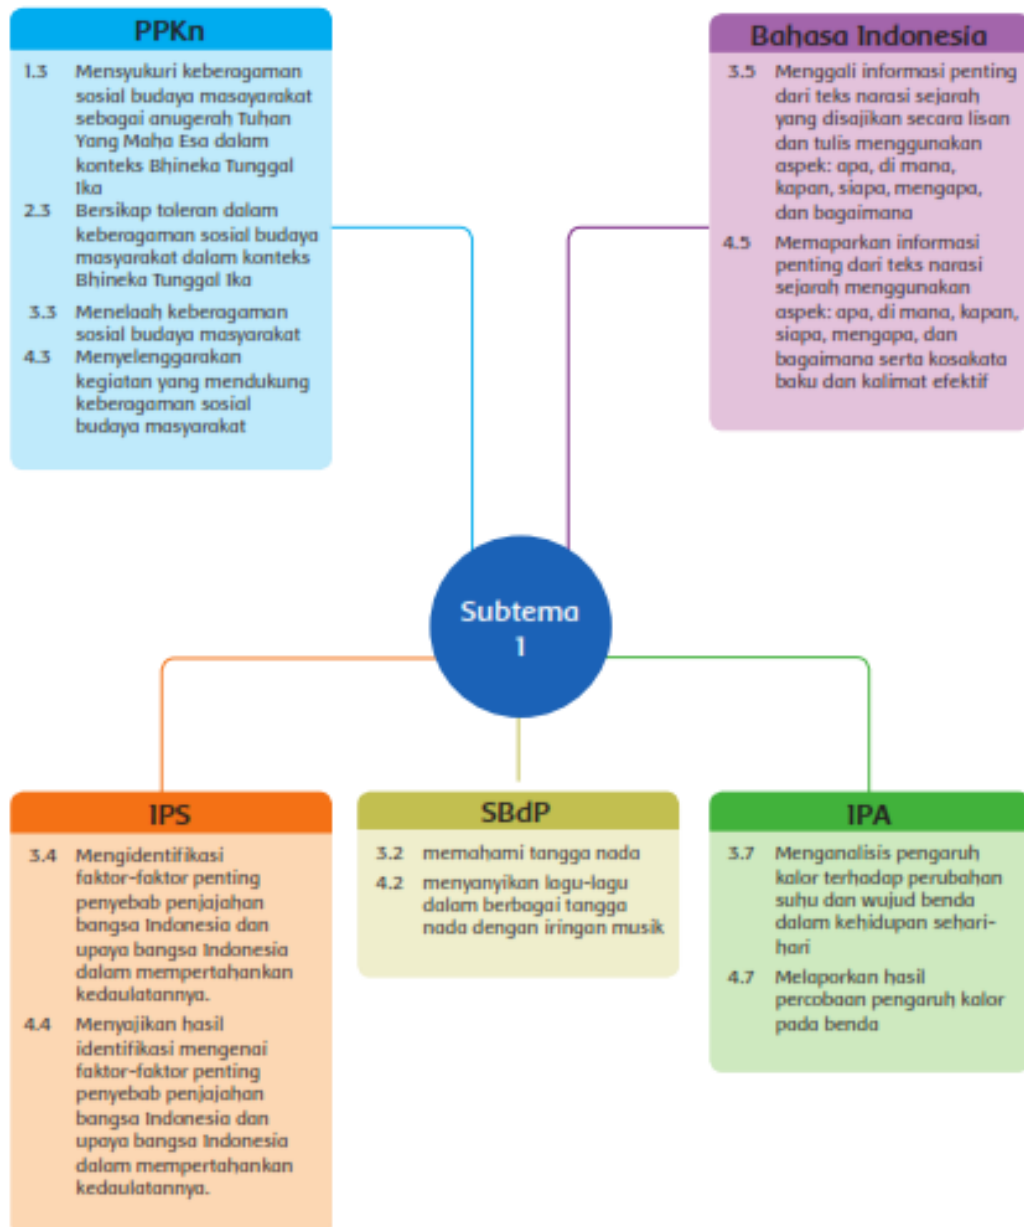 PPKn
1.3 Mensyukuri keberagaman
sosial budaya masayarakat
sebagai anugerah Tuhan
Yang Maha Esa dalam
konteks Bhineka Tunggal
Ika
2.3 Bersikap toleran dalam
keberagaman sosial budaya
masyarakat dalam konteks
Bhineka Tunggal Ika
3.3 Menelaah keberagaman
sosial budaya masyarakat
4.3 Menyelenggarakan
kegiatan yang mendukung
keberagaman sosial
budaya masyarakat
Bahasa Indonesia
3.5 Menggali informasi penting
dari teks narasi sejarah
yang disajikan secara lisan
dan tulis menggunakan
aspek: apa, di mana,
kapan, siapa, mengapa,
dan bagaimana
4.5 Memaparkan informasi
penting dari teks narasi
sejarah menggunakan
aspek: apa, di mana, kapan,
siapa, mengapa, dan
bagaimana serta kosakata
baku dan kalimat efektif
Subtema
1
IPS
3.4 Mengidentifikasi
faktor-faktor penting
penyebab penjajahan
bangsa Indonesia dan
upaya bangsa Indonesia
dalam mempertahankan
kedaulatannya.
4.4 Menyajikan hasil
identifikasi mengenai
faktor-faktor penting
penyebab penjajahan
bangsa Indonesia dan
upaya bangsa Indonesia
dalam mempertahankan
kedaulatannya.
SBdP
3.2 memahami tangga nada
4.2 menyanyikan lagu-lagu
dalam berbagai tangga
nada dengan iringan musik
IPA
3.7 Menganalisis pengaruh
kalor terhadap perubahan
suhu dan wujud benda
dalam kehidupan sehari-
hari
4.7 Melaporkan hasil
percobaan pengaruh kalor
pada benda